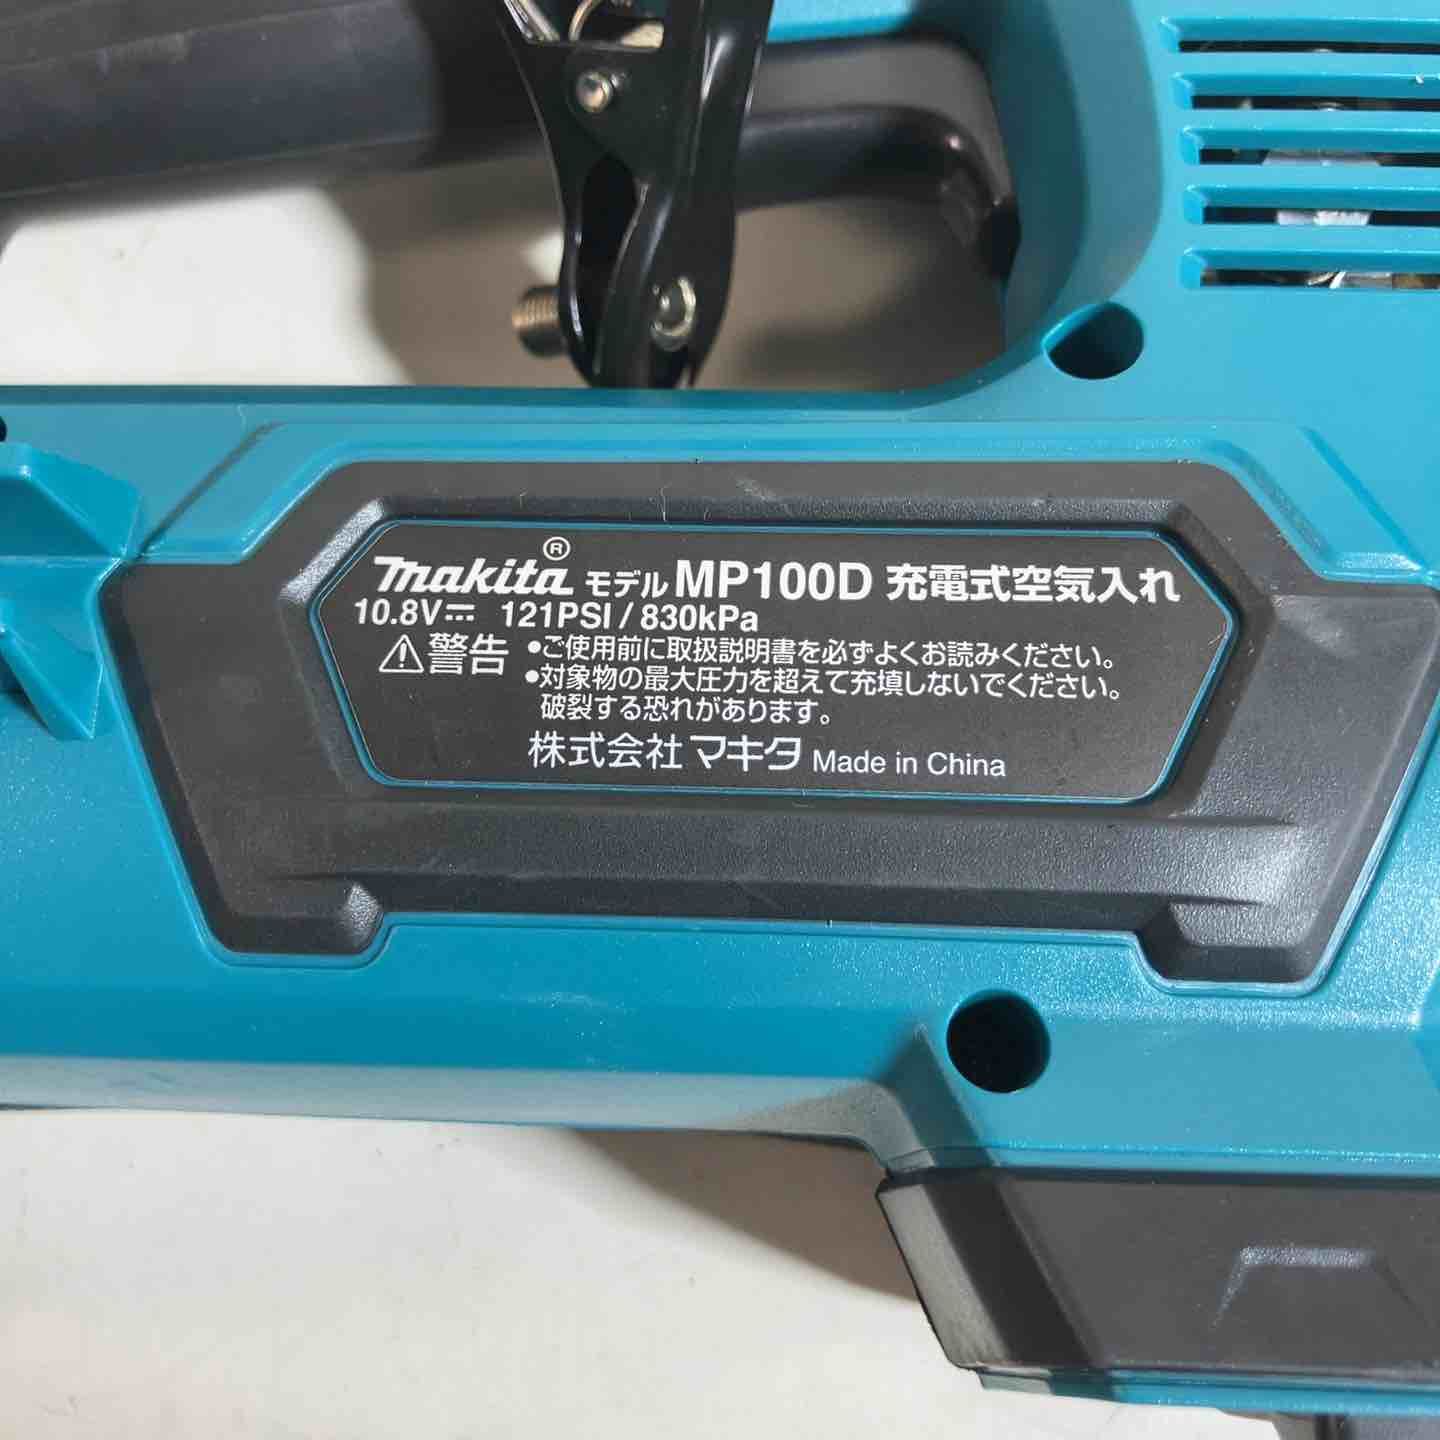 makita® モデル MP100D 充電式空気入れ
10.8V⎓ 121PSI / 830kPa
⚠警告 •ご使用前に取扱説明書を必ずよくお読みください。
•対象物の最大圧力を超えて充填しないでください。
破裂する恐れがあります。
株式会社マキタ Made in China